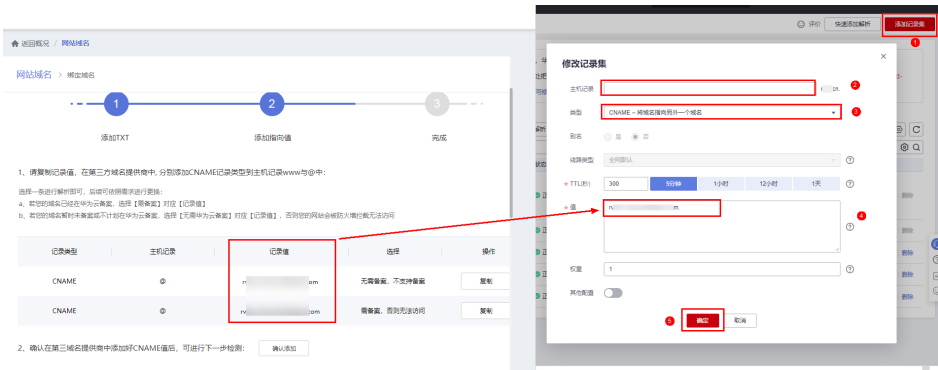 返回概况 / 网站域名
网站域名 > 绑定域名
1
2
3
添加TXT
添加指向值
完成
1、请复制记录值，在第三方域名提供商中, 分别添加CNAME记录类型到主机记录www与@中：
选择一条进行解析即可，后续可依照需求进行更换：
a、若您的域名已经在华为云备案，选择【需备案】对应【记录值】
b、若您的域名暂时未备案或不计划在华为云备案，选择【无需华为云备案】对应【记录值】，否则您的网站会被防火墙拦截无法访问
记录类型 主机记录 记录值 选择 操作
CNAME @ 无需备案，不支持备案 复制
CNAME @ 需备案，否则无法访问 复制
2、确认在第三域名提供商中添加好CNAME值后，可进行下一步检测： 确认添加
评价 快速添加解析 添加记录集
1
修改记录集
主机记录 2
类型 CNAME – 将域名指向另外一个域名 3
别名 是 否
线路类型 全网默认
* TTL(秒) 300 5分钟 1小时 12小时 1天
* 值 4
权重 1
其他配置
5 确定 取消
删除
删除
删除
删除
删除